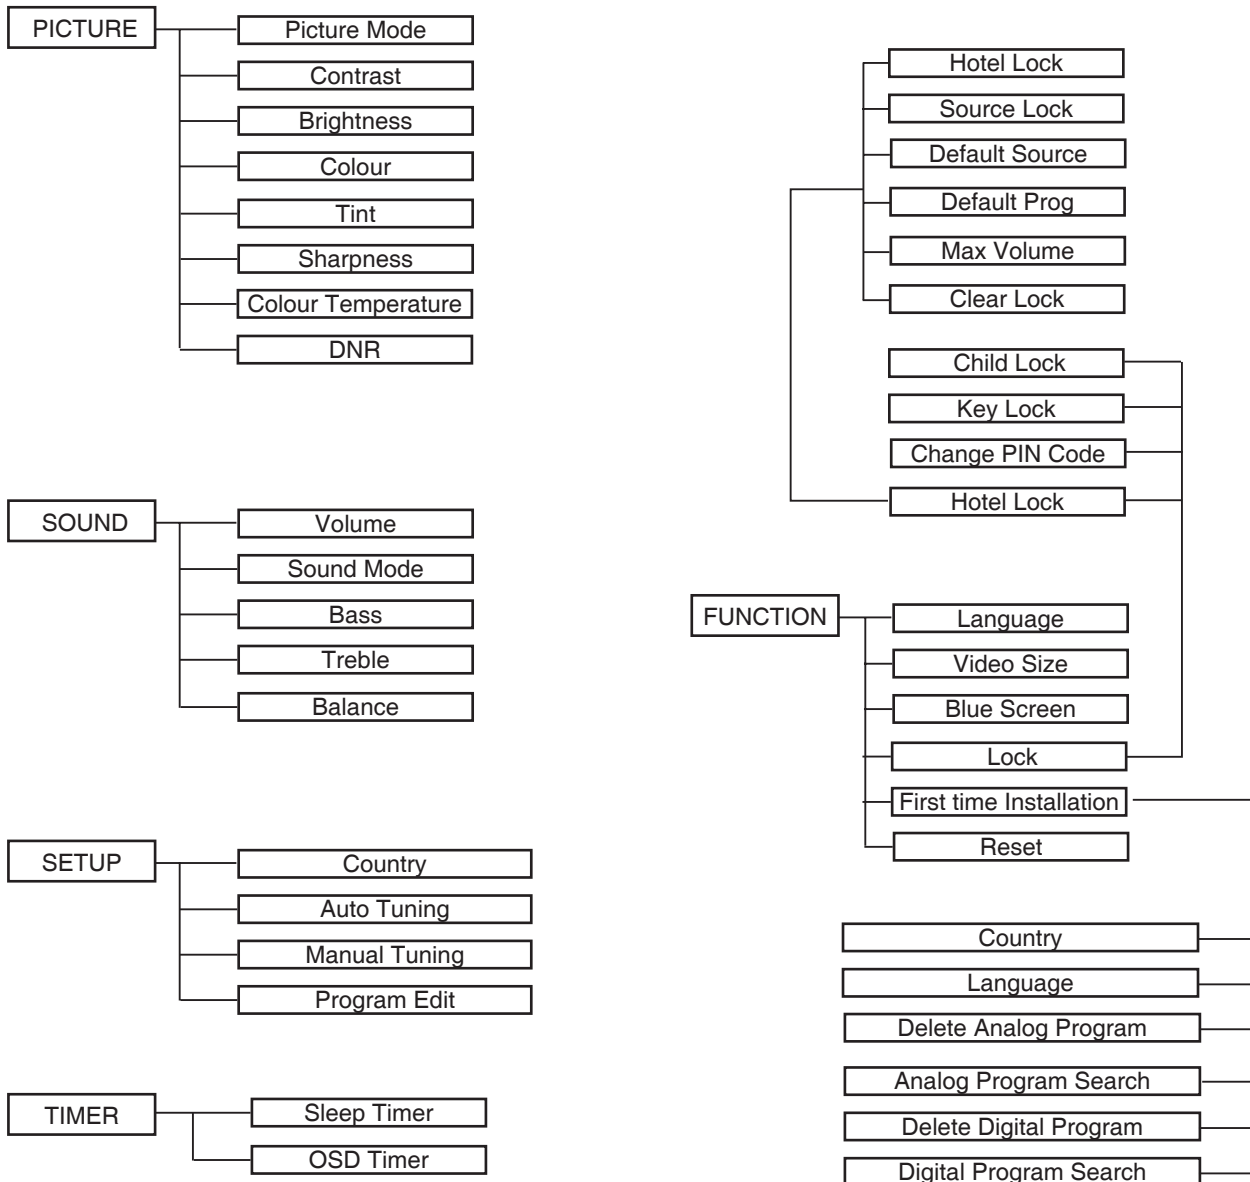 PICTURE
Picture Mode
Contrast
Brightness
Colour
Tint
Sharpness
Colour Temperature
DNR
SOUND
Volume
Sound Mode
Bass
Treble
Balance
SETUP
Country
Auto Tuning
Manual Tuning
Program Edit
TIMER
Sleep Timer
OSD Timer
Hotel Lock
Source Lock
Default Source
Default Prog
Max Volume
Clear Lock
Child Lock
Key Lock
Change PIN Code
Hotel Lock
FUNCTION
Language
Video Size
Blue Screen
Lock
First time Installation
Reset
Country
Language
Delete Analog Program
Analog Program Search
Delete Digital Program
Digital Program Search